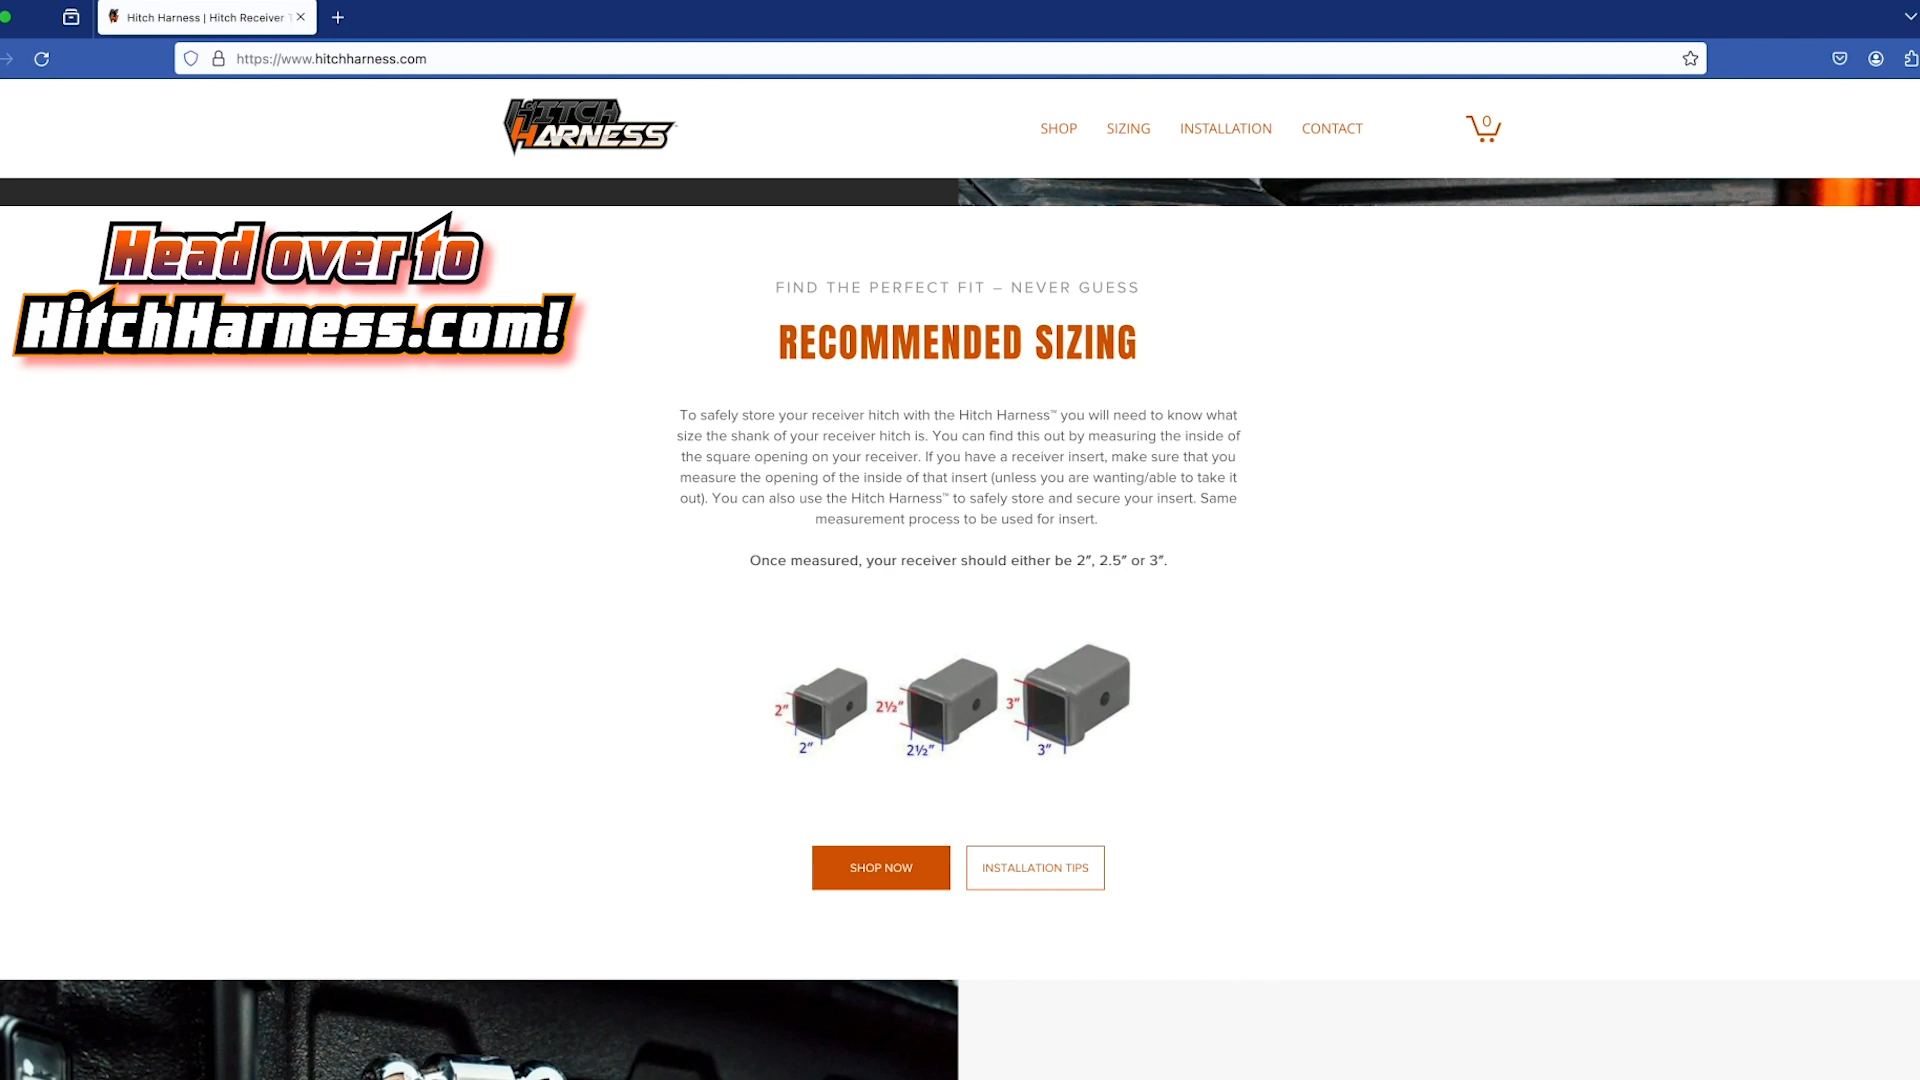 Hitch Harness | Hitch Receiver
https://www.hitchharness.com
HITCH
HARNESS
SHOP SIZING INSTALLATION CONTACT 0
Head over to
HitchHarness.com!
FIND THE PERFECT FIT – NEVER GUESS
RECOMMENDED SIZING
To safely store your receiver hitch with the Hitch Harness™ you will need to know what
size the shank of your receiver hitch is. You can find this out by measuring the inside of
the square opening on your receiver. If you have a receiver insert, make sure that you
measure the opening of the inside of that insert (unless you are wanting/able to take it
out). You can also use the Hitch Harness™ to safely store and secure your insert. Same
measurement process to be used for insert.
Once measured, your receiver should either be 2″, 2.5″ or 3″.
2″ 2½″ 3″
2″ 2½″ 3″
SHOP NOW INSTALLATION TIPS